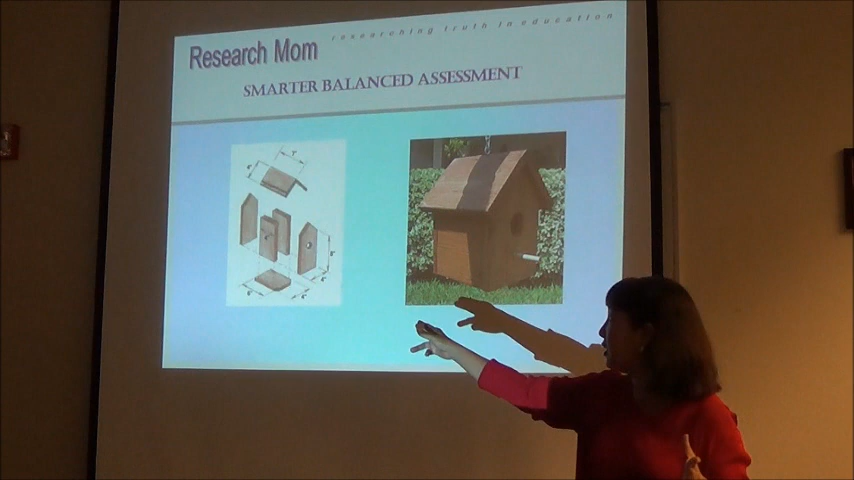 Research Mom
researching truth in education
SMARTER BALANCED ASSESSMENT